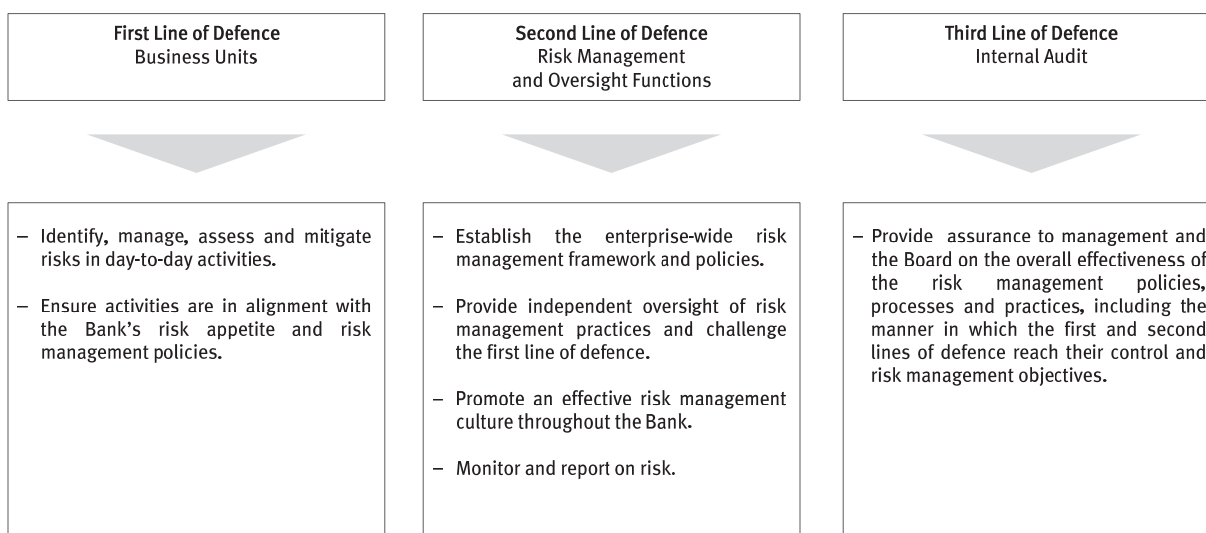 First Line of Defence
Business Units
Second Line of Defence
Risk Management
and Oversight Functions
Third Line of Defence
Internal Audit
– Identify, manage, assess and mitigate
risks in day-to-day activities.
– Ensure activities are in alignment with
the Bank’s risk appetite and risk
management policies.
– Establish the enterprise-wide risk
management framework and policies.
– Provide independent oversight of risk
management practices and challenge
the first line of defence.
– Promote an effective risk management
culture throughout the Bank.
– Monitor and report on risk.
– Provide assurance to management and
the Board on the overall effectiveness of
the risk management policies,
processes and practices, including the
manner in which the first and second
lines of defence reach their control and
risk management objectives.